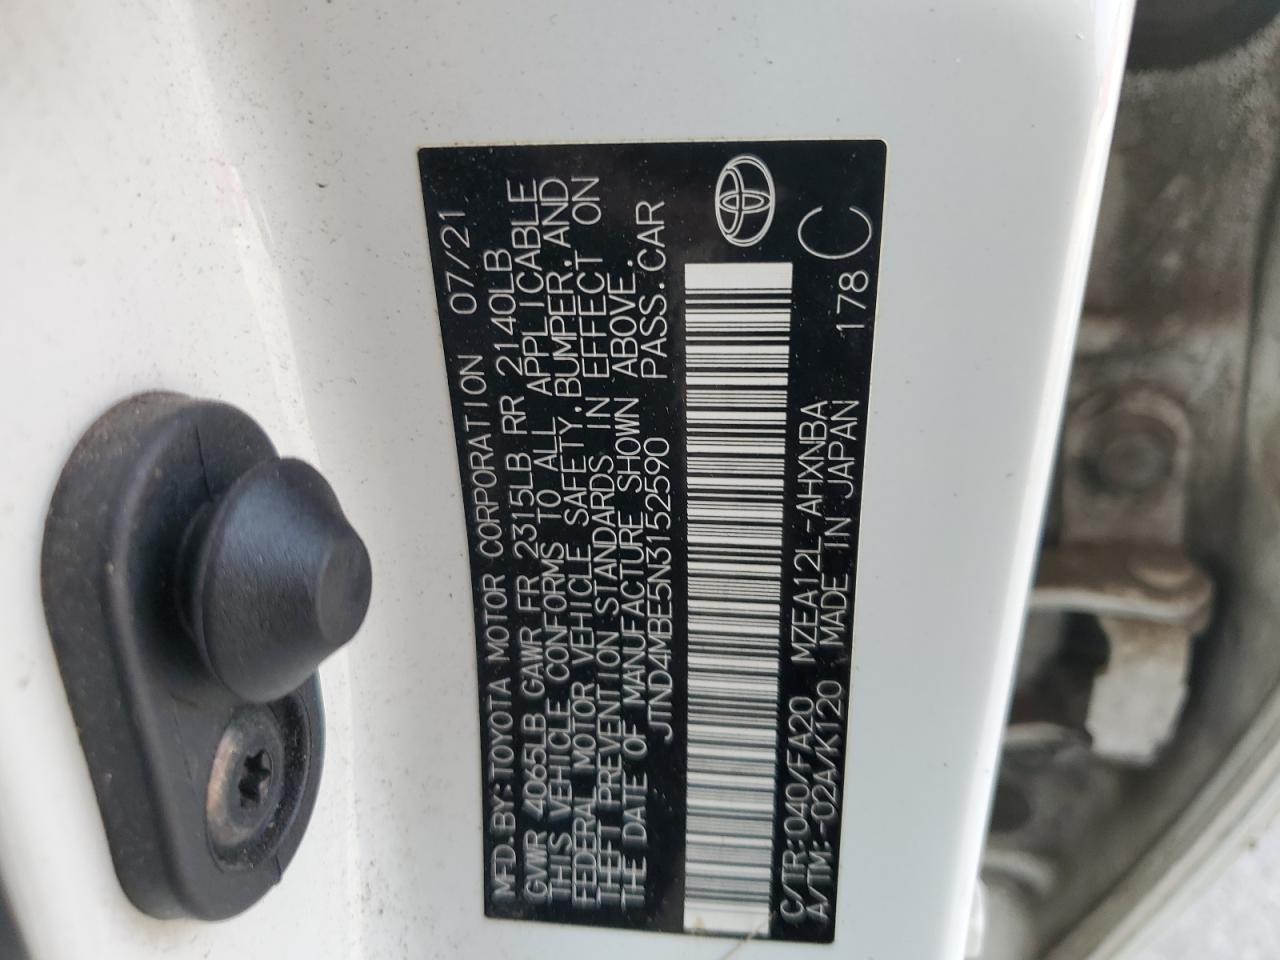 MFD.BY:TOYOTA MOTOR CORPORATION 07/21
GVWR 4065LB GAWR FR 2315LB RR 2140LB
THIS VEHICLE CONFORMS TO ALL APPLICABLE
FEDERAL MOTOR VEHICLE SAFETY,BUMPER,AND
THEFT PREVENTION STANDARDS IN EFFECT ON
THE DATE OF MANUFACTURE SHOWN ABOVE.
JTND4MBE5N3152590 PASS.CAR
C/TR:040/FA20 MZEA12L-AHXNBA
A/TM:-02A/K120 MADE IN JAPAN 178 C